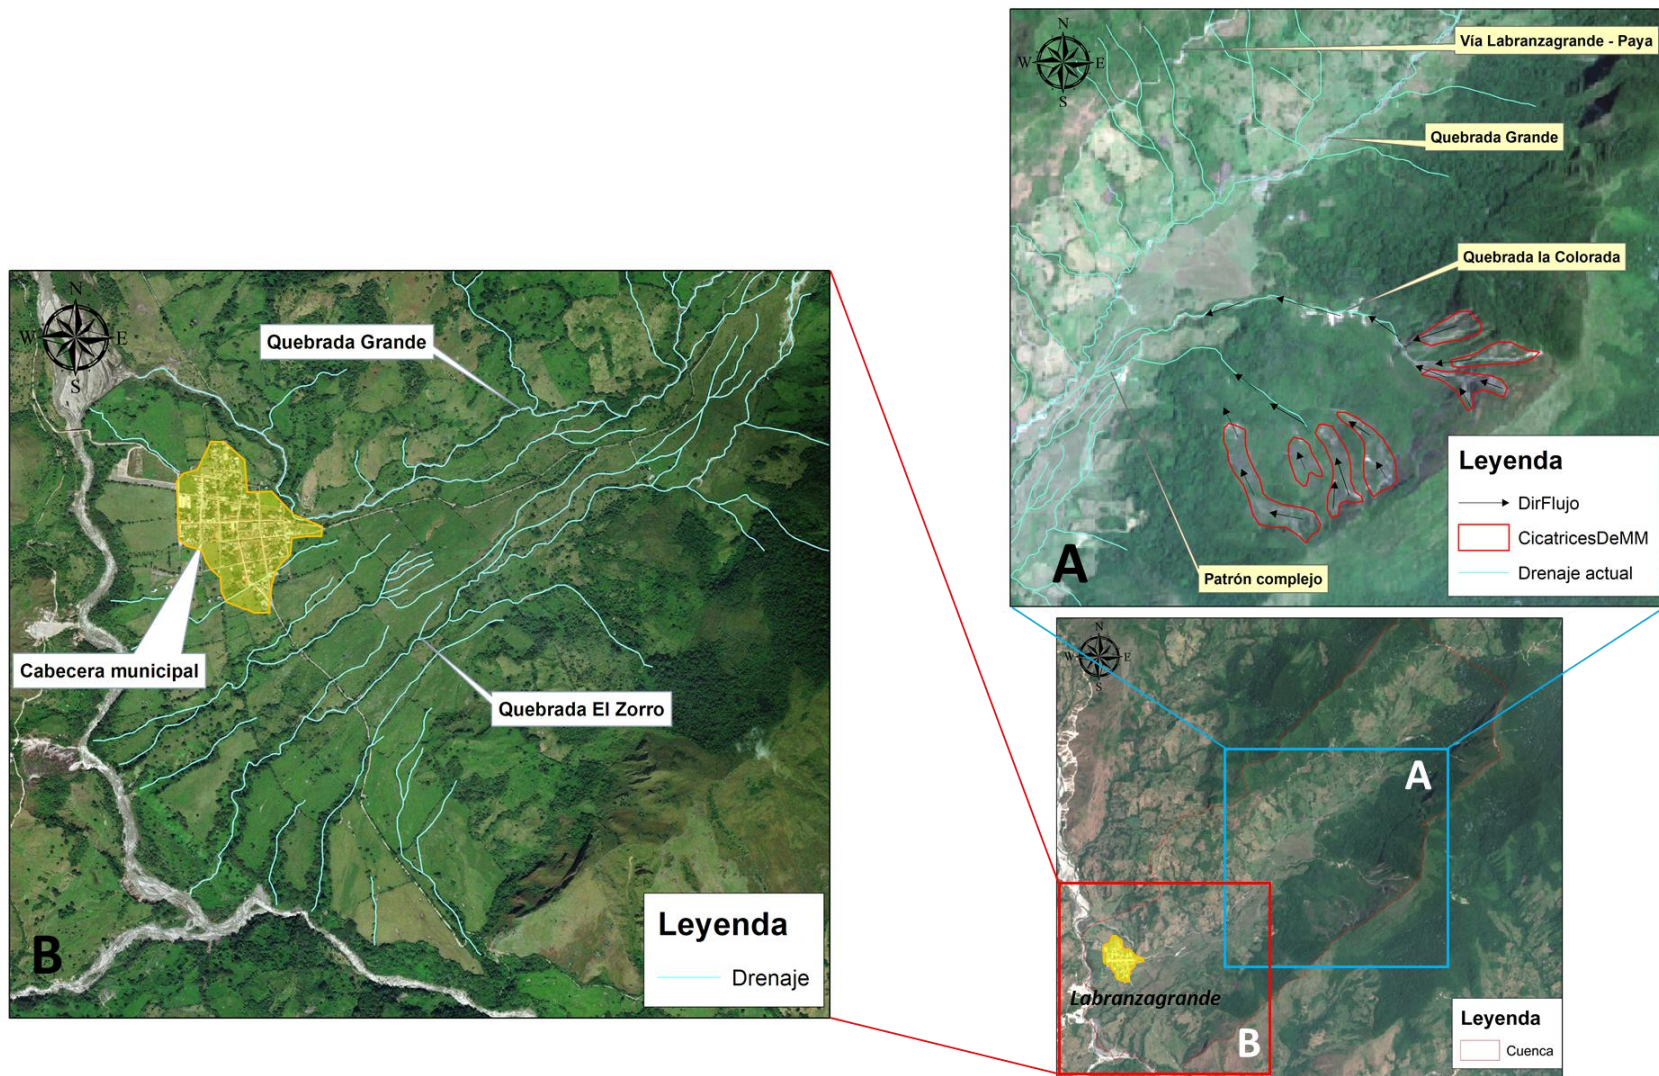 N
W
E
S
Quebrada Grande
Cabecera municipal
Quebrada El Zorro
Leyenda
Drenaje
B
N
W
E
S
Vía Labranzagrande - Paya
Quebrada Grande
Quebrada la Colorada
Patrón complejo
Leyenda
DirFlujo
CicatricesDeMM
Drenaje actual
A
N
W
E
S
A
Labranzagrande
B
Leyenda
Cuenca